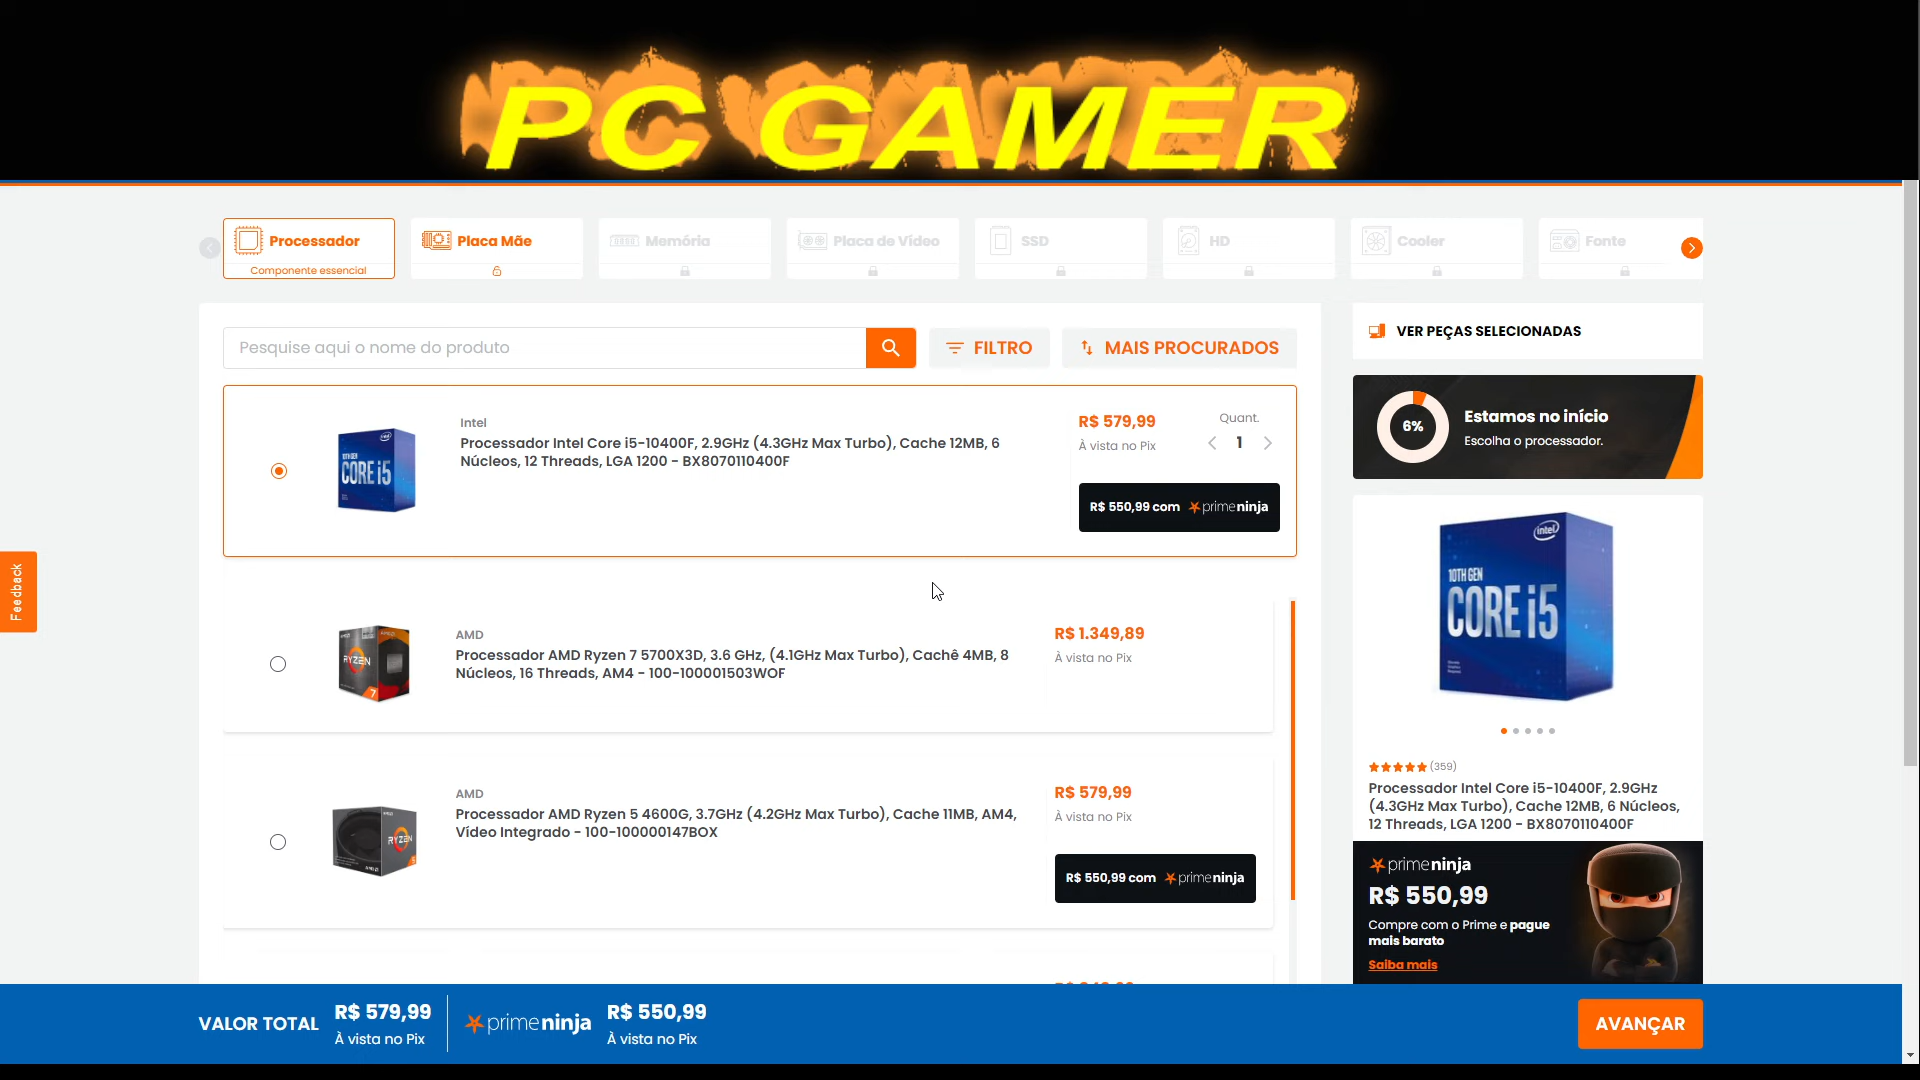 PC GAMER
Processador
Componente essencial
Placa Mãe
Memória
Placa de Vídeo
SSD
HD
Cooler
Fonte
Pesquise aqui o nome do produto
FILTRO
MAIS PROCURADOS
VER PEÇAS SELECIONADAS
6%
Estamos no início
Escolha o processador.
Intel
Processador Intel Core i5-10400F, 2.9GHz (4.3GHz Max Turbo), Cache 12MB, 6
Núcleos, 12 Threads, LGA 1200 - BX8070110400F
R$ 579,99
À vista no Pix
Quant.
1
R$ 550,99 com primeninja
intel
10TH GEN
CORE i5
Feedback
AMD
Processador AMD Ryzen 7 5700X3D, 3.6 GHz, (4.1GHz Max Turbo), Cachê 4MB, 8
Núcleos, 16 Threads, AM4 - 100-100001503WOF
R$ 1.349,89
À vista no Pix
RYZEN
7
AMD
Processador AMD Ryzen 5 4600G, 3.7GHz (4.2GHz Max Turbo), Cache 11MB, AM4,
Vídeo Integrado - 100-100000147BOX
R$ 579,99
À vista no Pix
R$ 550,99 com primeninja
RYZEN
intel
10TH GEN
CORE i5
(359)
Processador Intel Core i5-10400F, 2.9GHz
(4.3GHz Max Turbo), Cache 12MB, 6 Núcleos,
12 Threads, LGA 1200 - BX8070110400F
primeninja
R$ 550,99
Compre com o Prime e pague
mais barato
Saiba mais
VALOR TOTAL
R$ 579,99
À vista no Pix
primeninja
R$ 550,99
À vista no Pix
AVANÇAR